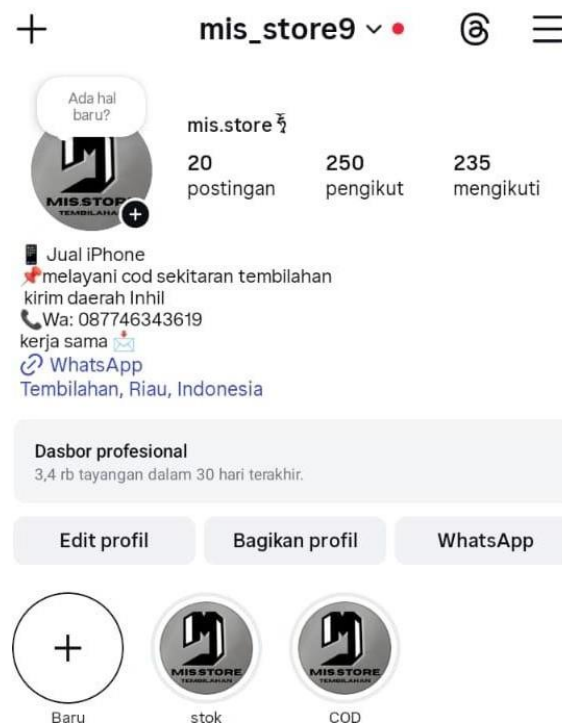 mis_store9
Ada hal
baru?
MIS.STORE
TEMBILAHAN
mis.store
20
postingan
250
pengikut
235
mengikuti
Jual iPhone
melayani cod sekitaran tembilahan
kirim daerah Inhil
Wa: 087746343619
kerja sama
WhatsApp
Tembilahan, Riau, Indonesia
Dasbor profesional
3,4 rb tayangan dalam 30 hari terakhir.
Edit profil
Bagikan profil
WhatsApp
MIS STORE
TEMBILAHAN
MIS STORE
TEMBILAHAN
Baru
stok
COD